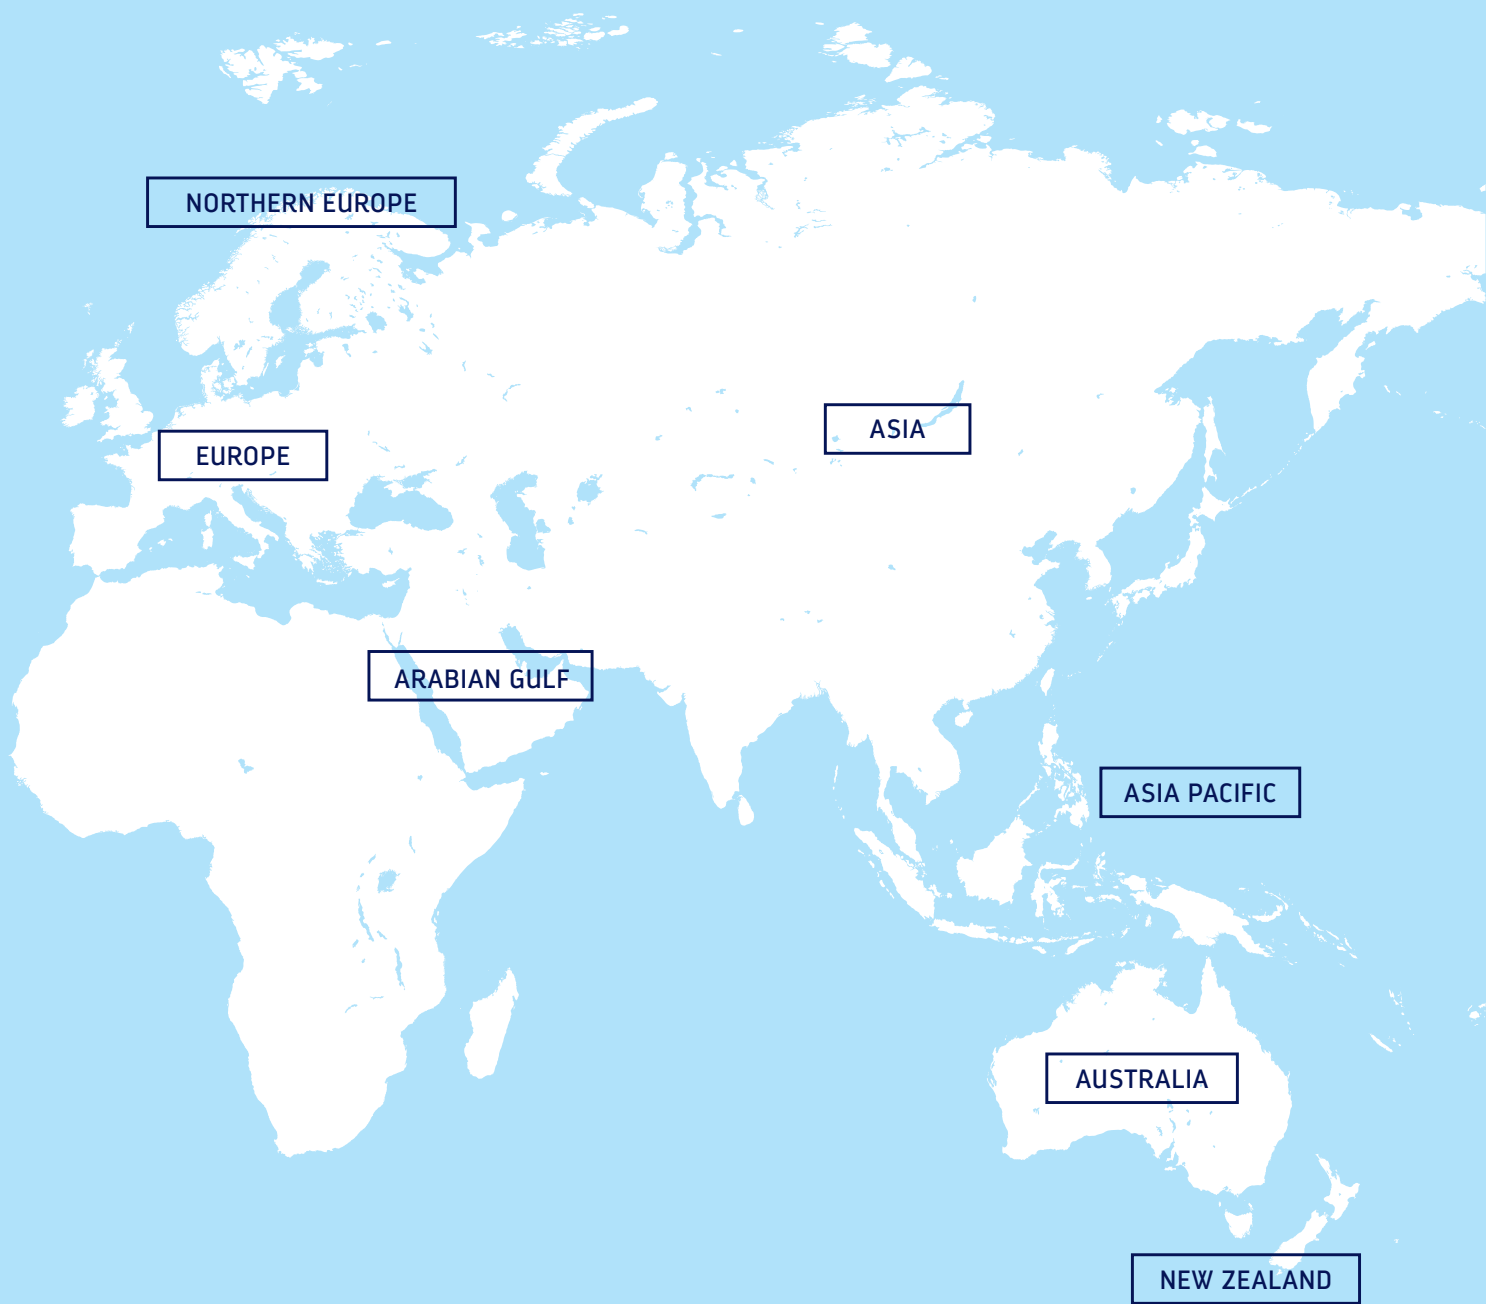 NORTHERN EUROPE
ASIA
EUROPE
ARABIAN GULF
ASIA PACIFIC
AUSTRALIA
NEW ZEALAND